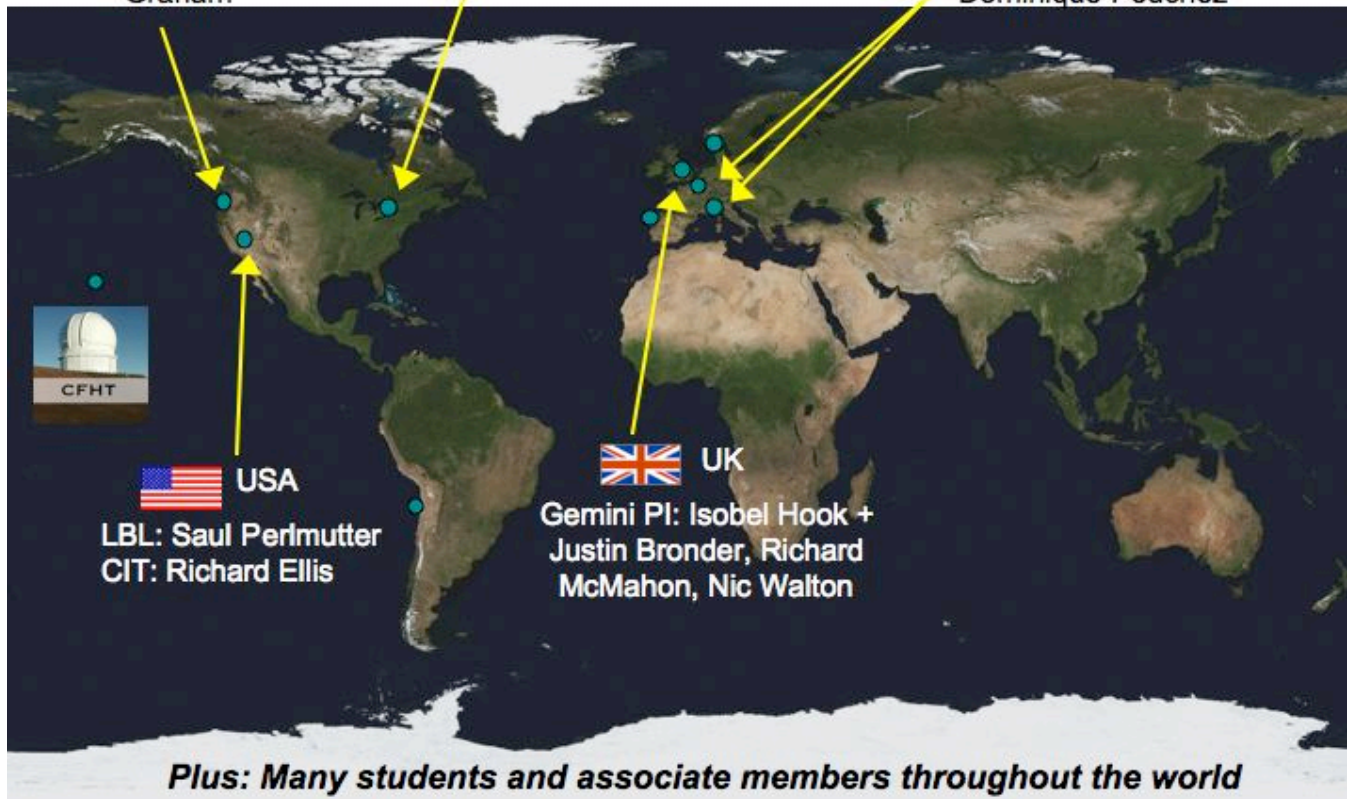 CFHT
USA
LBL: Saul Perlmutter
CIT: Richard Ellis
UK
Gemini PI: Isobel Hook +
Justin Bronder, Richard
McMahon, Nic Walton
Plus: Many students and associate members throughout the world